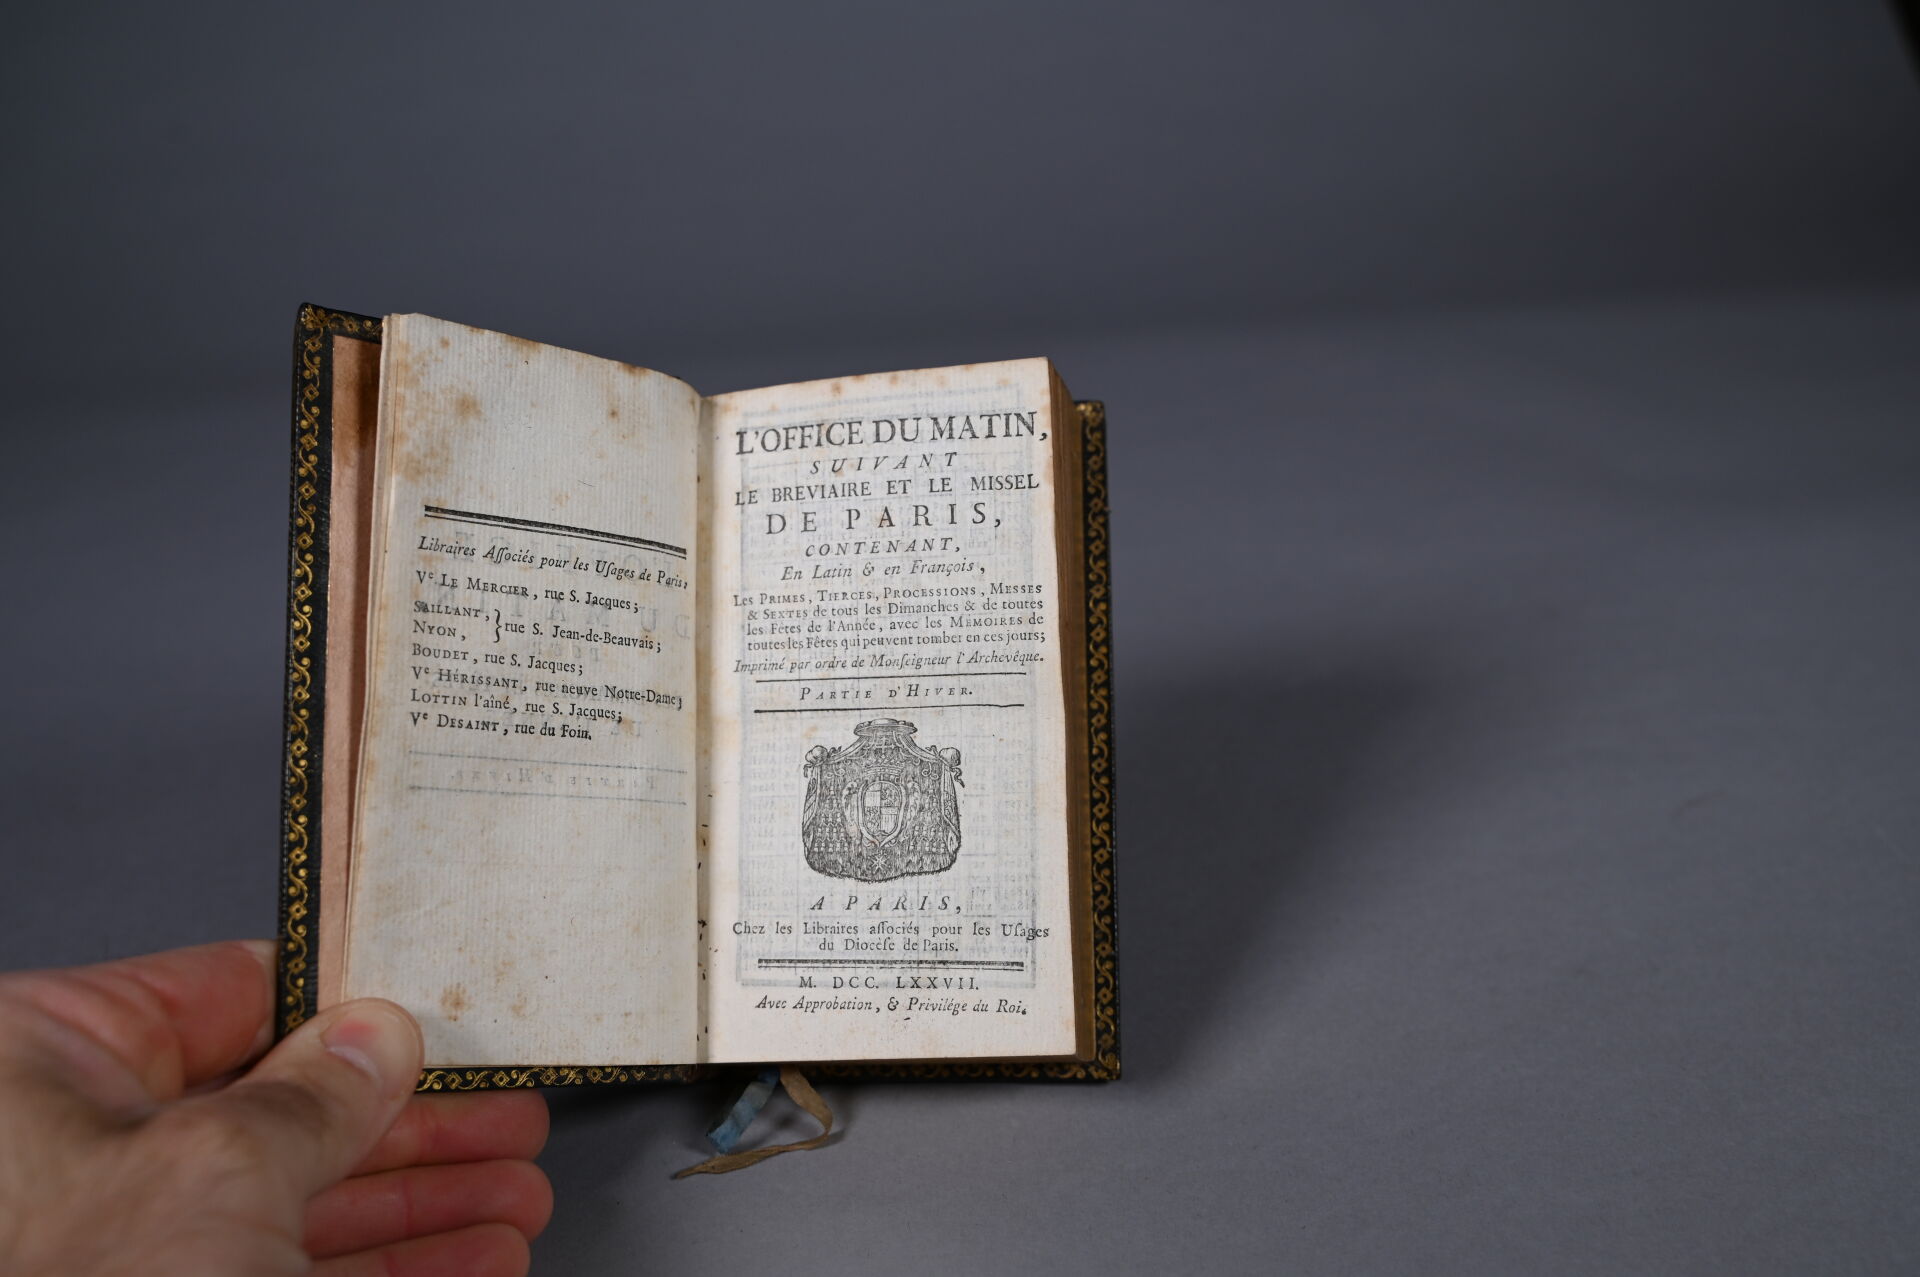 Libraires Aſſociés pour les Uſages de Paris,
Vᵉ LE MERCIER, rue S. Jacques;
SAILLANT, } rue S. Jean-de-Beauvais;
NYON,
BOUDET, rue S. Jacques;
Vᵉ HÉRISSANT, rue neuve Notre-Dame;
LOTTIN l'aîné, rue S. Jacques;
Vᵉ DESAINT, rue du Foin.
L'OFFICE DU MATIN,
SUIVANT
LE BREVIAIRE ET LE MISSEL
DE PARIS,
CONTENANT,
En Latin & en François,
Les PRIMES, TIERCES, PROCESSIONS, MESSES
& SEXTES de tous les Dimanches & de toutes
les Fêtes de l'Année, avec les MÉMOIRES de
toutes les Fêtes qui peuvent tomber en ces jours;
Imprimé par ordre de Monſeigneur l'Archevêque.
PARTIE D'HIVER.
A PARIS,
Chez les Libraires aſſociés pour les Uſages
du Diocèſe de Paris.
M. DCC. LXXVII.
Avec Approbation, & Privilége du Roi.